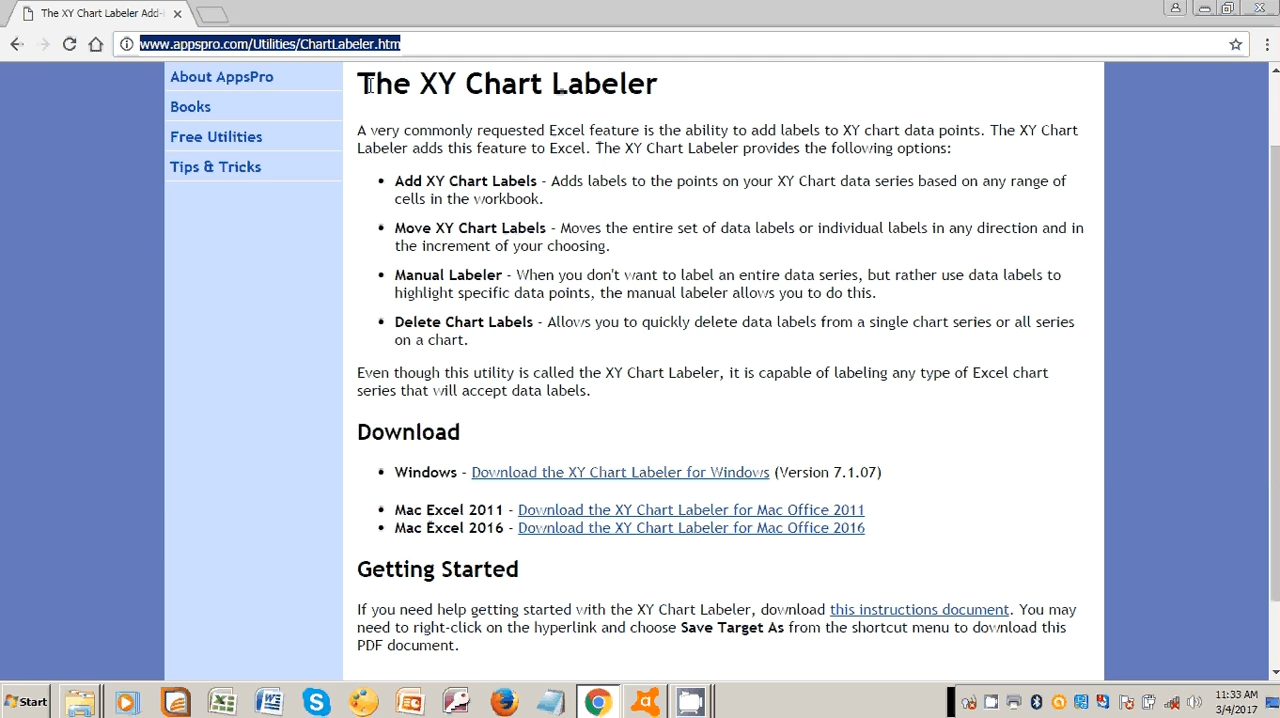 The XY Chart Labeler Add-i
www.appspro.com/Utilities/ChartLabeler.htm
About AppsPro
Books
Free Utilities
Tips & Tricks
The XY Chart Labeler
A very commonly requested Excel feature is the ability to add labels to XY chart data points. The XY Chart
Labeler adds this feature to Excel. The XY Chart Labeler provides the following options:
• Add XY Chart Labels - Adds labels to the points on your XY Chart data series based on any range of
cells in the workbook.
• Move XY Chart Labels - Moves the entire set of data labels or individual labels in any direction and in
the increment of your choosing.
• Manual Labeler - When you don't want to label an entire data series, but rather use data labels to
highlight specific data points, the manual labeler allows you to do this.
• Delete Chart Labels - Allows you to quickly delete data labels from a single chart series or all series
on a chart.
Even though this utility is called the XY Chart Labeler, it is capable of labeling any type of Excel chart
series that will accept data labels.
Download
• Windows - Download the XY Chart Labeler for Windows (Version 7.1.07)
• Mac Excel 2011 - Download the XY Chart Labeler for Mac Office 2011
• Mac Excel 2016 - Download the XY Chart Labeler for Mac Office 2016
Getting Started
If you need help getting started with the XY Chart Labeler, download this instructions document. You may
need to right-click on the hyperlink and choose Save Target As from the shortcut menu to download this
PDF document.
Start
11:33 AM
3/4/2017